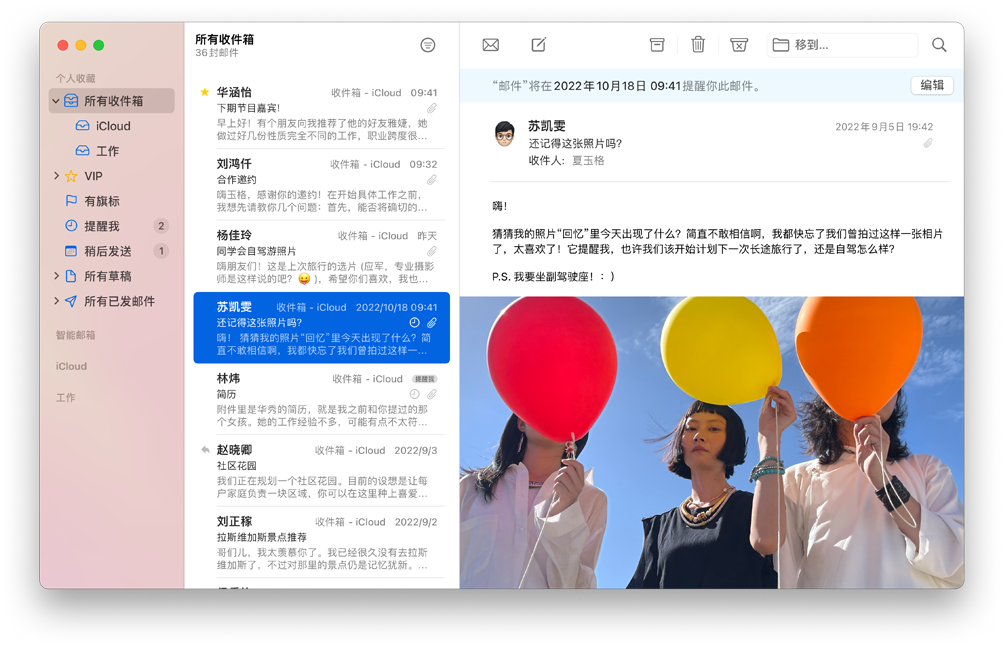 个人收藏
所有收件箱
iCloud
工作
VIP
有旗标
提醒我 2
稍后发送 1
所有草稿
所有已发邮件
智能邮箱
iCloud
工作
所有收件箱
36封邮件
华涵怡 收件箱 - iCloud 09:41
下期节目嘉宾!
早上好! 有个朋友向我推荐了他的好友雅婕，她
做过好几份性质完全不同的工作，职业跨度很...
刘鸿仟 收件箱 - iCloud 09:32
合作邀约
嗨玉格，感谢你的邀约! 在开始具体工作之前，
我想先请教你几个问题: 首先，能否将确切的...
杨佳玲 收件箱 - iCloud 昨天
同学会自驾游照片
嗨朋友们! 这是上次旅行的选片 (应军，专业摄影
师是这样说的吧? 😛 )，希望你们喜欢，我也...
苏凯雯 收件箱 - iCloud 2022/10/18 09:41
还记得这张照片吗?
嗨! 猜猜我的照片“回忆”里今天出现了什么? 简
直不敢相信啊，我都快忘了我们曾拍过这样一...
林炜 收件箱 - iCloud 提醒我
简历
附件里是华秀的简历，就是我之前和你提过的那
个女孩。她的工作经验不多，可能有点不太符...
赵晓卿 收件箱 - iCloud 2022/9/3
社区花园
我们正在规划一个社区花园。目前的设想是让每
户家庭负责一块区域，你可以在这里种上喜爱...
刘正稼 收件箱 - iCloud 2022/9/2
拉斯维加斯景点推荐
哥们儿，我太羡慕你了。我已经很久没有去拉斯
维加斯了，不过对那里的景点仍是记忆犹新。...
移到...
“邮件”将在2022年10月18日 09:41提醒你此邮件。
编辑
苏凯雯 2022年9月5日 19:42
还记得这张照片吗?
收件人: 夏玉格
嗨!
猜猜我的照片“回忆”里今天出现了什么? 简直不敢相信啊，我都快忘了我们曾拍过这样一张相片
了，太喜欢了! 它提醒我，也许我们该开始计划下一次长途旅行了，还是自驾怎么样?
P.S. 我要坐副驾驶座! : )